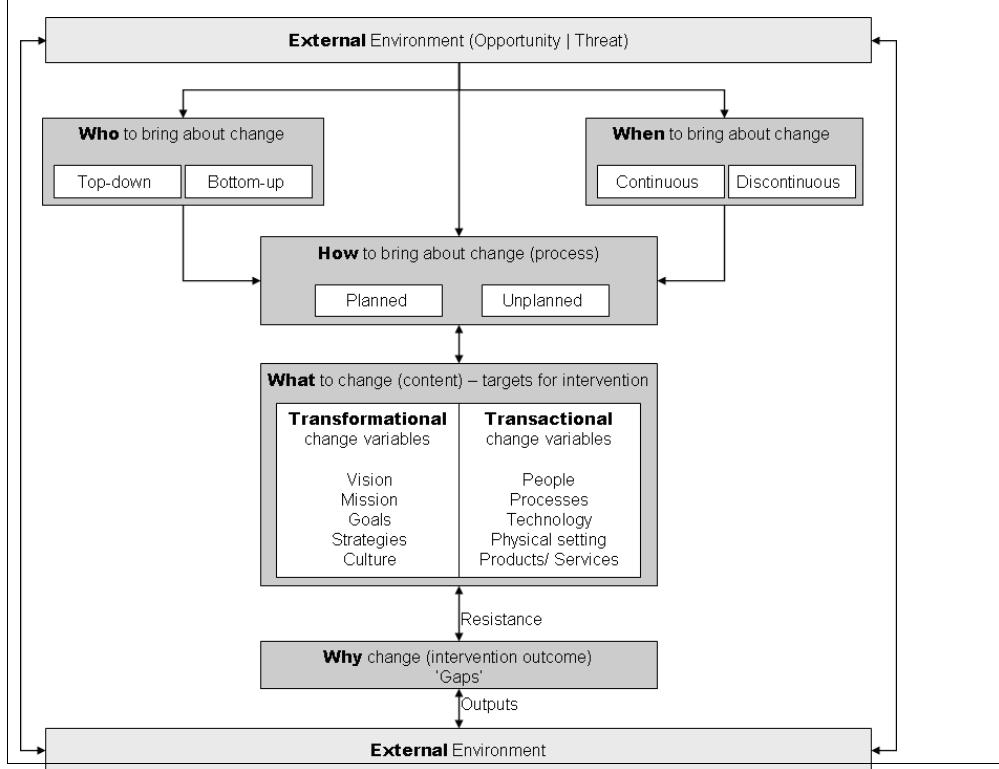 External Environment (Opportunity | Threat)
Who to bring about change
Top-down
Bottom-up
When to bring about change
Continuous
Discontinuous
How to bring about change (process)
Planned
Unplanned
What to change (content) – targets for intervention
Transformational
change variables
Vision
Mission
Goals
Strategies
Culture
Transactional
change variables
People
Processes
Technology
Physical setting
Products/ Services
Resistance
Why change (intervention outcome)
'Gaps'
Outputs
External Environment